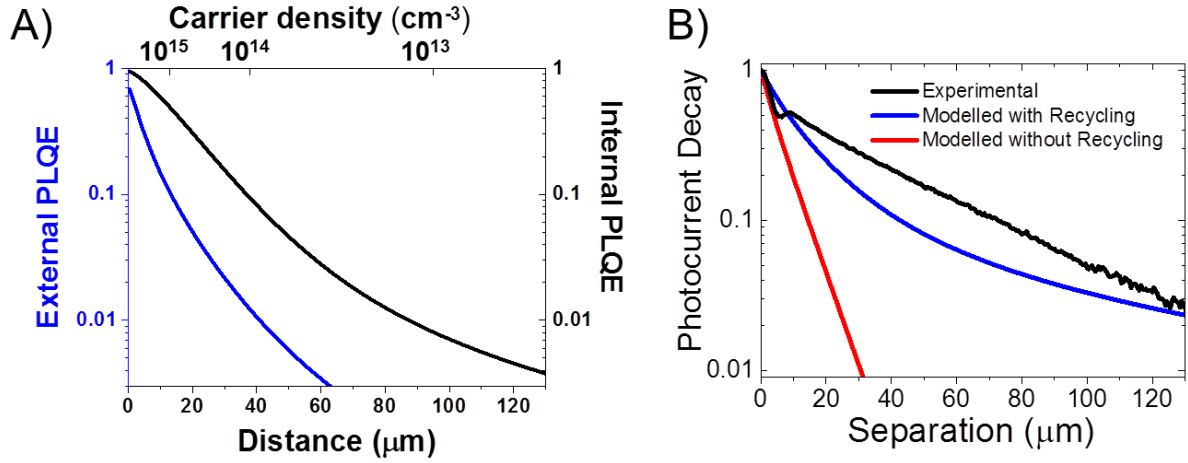 A)
Carrier density (cm-3)
10^15 10^14 10^13
1
0.1
0.01
External PLQE
1
0.1
0.01
Internal PLQE
0 20 40 60 80 100 120
Distance (μm)
B)
Experimental
Modelled with Recycling
Modelled without Recycling
1
0.1
0.01
Photocurrent Decay
0 20 40 60 80 100 120
Separation (μm)